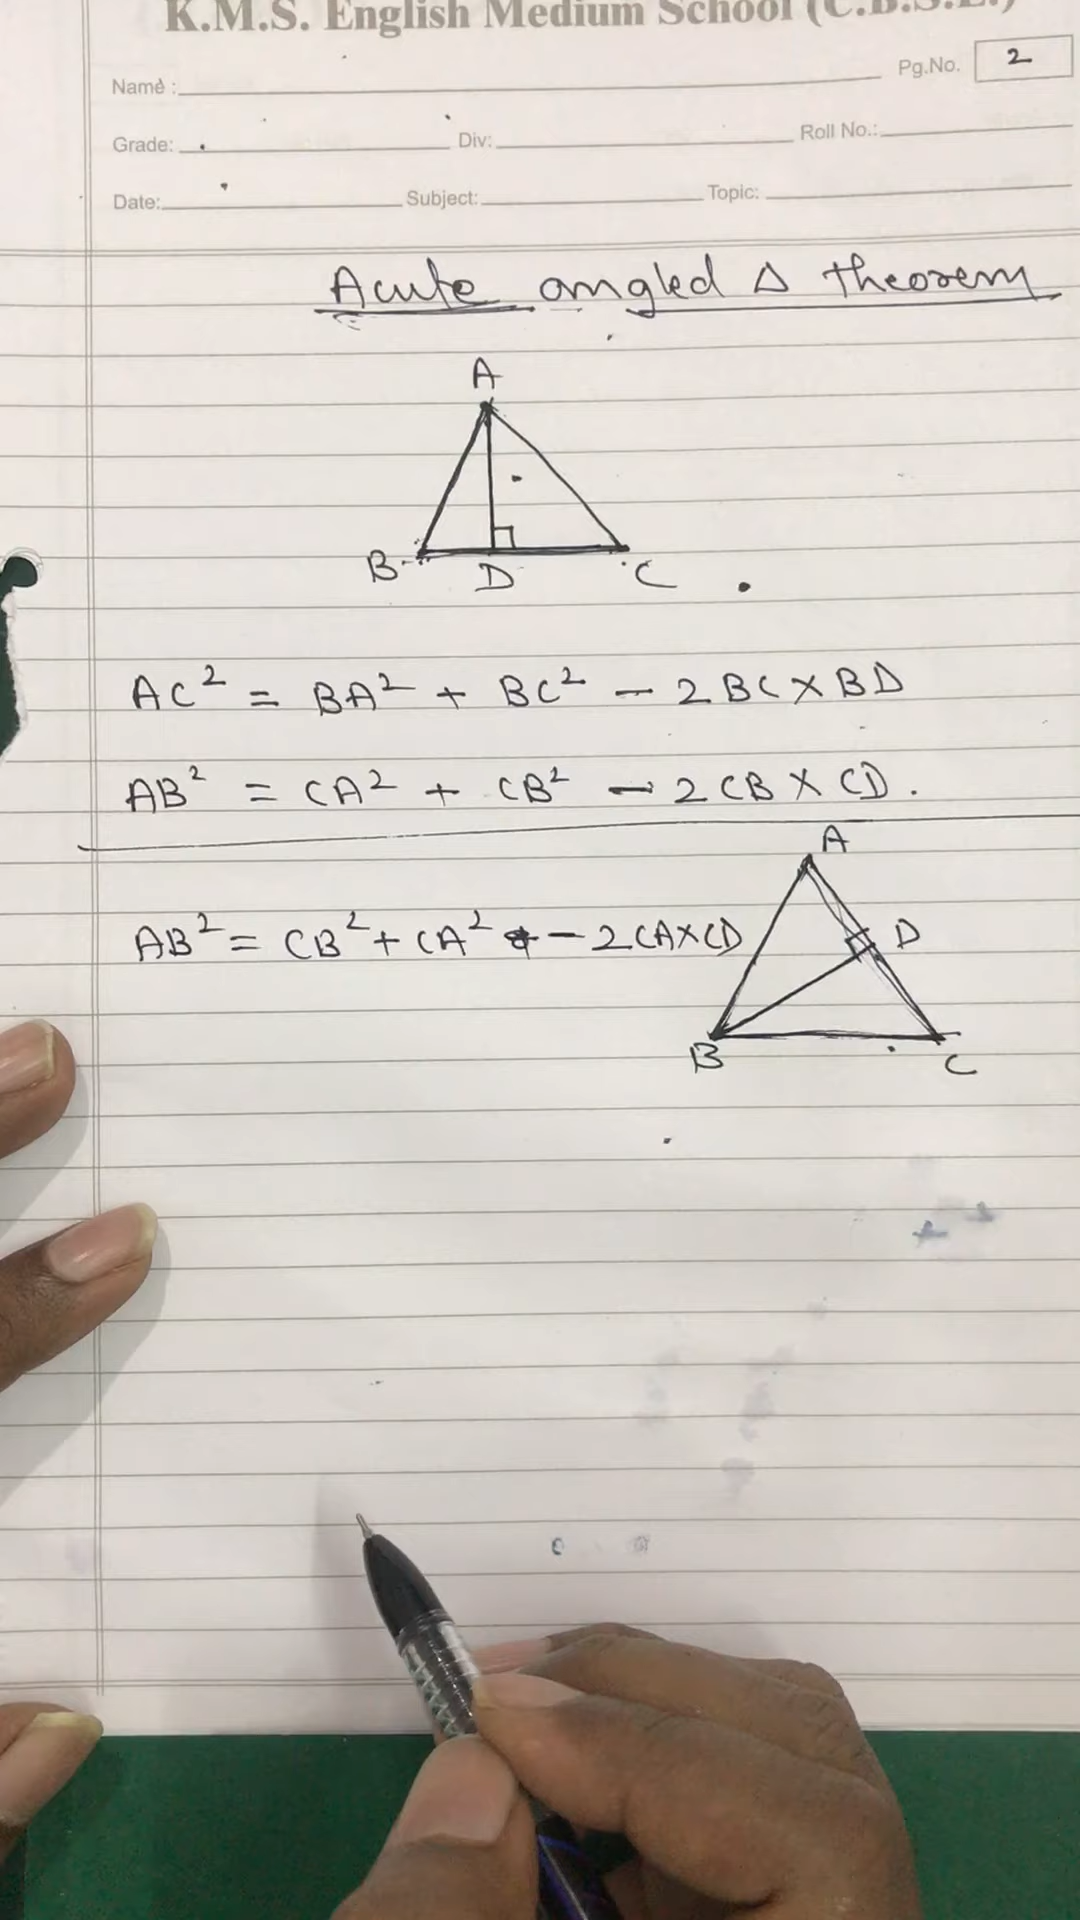 K.M.S. English Medium School (C.B.S.E.)
Pg.No. 2
Name :
Grade: Div: Roll No.:
Date: Subject: Topic:
Acute angled Δ theorem
A
B D C
AC² = BA² + BC² - 2BC×BD
AB² = CA² + CB² - 2CB×CD.
A
AB² = CB² + CA² - 2CA×CD
D
B C